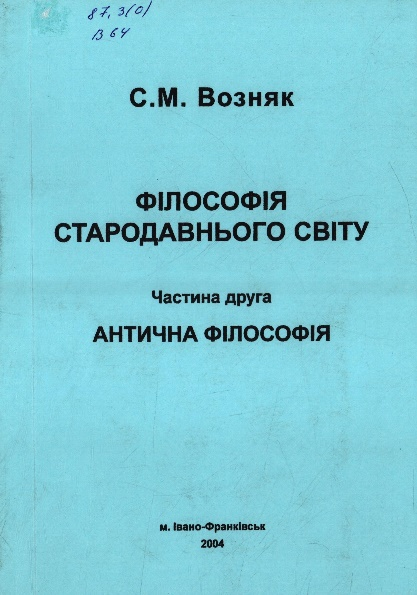 87,3(0)
В 64
С.М. Возняк
ФІЛОСОФІЯ
СТАРОДАВНЬОГО СВІТУ
Частина друга
АНТИЧНА ФІЛОСОФІЯ
м. Івано-Франківськ
2004